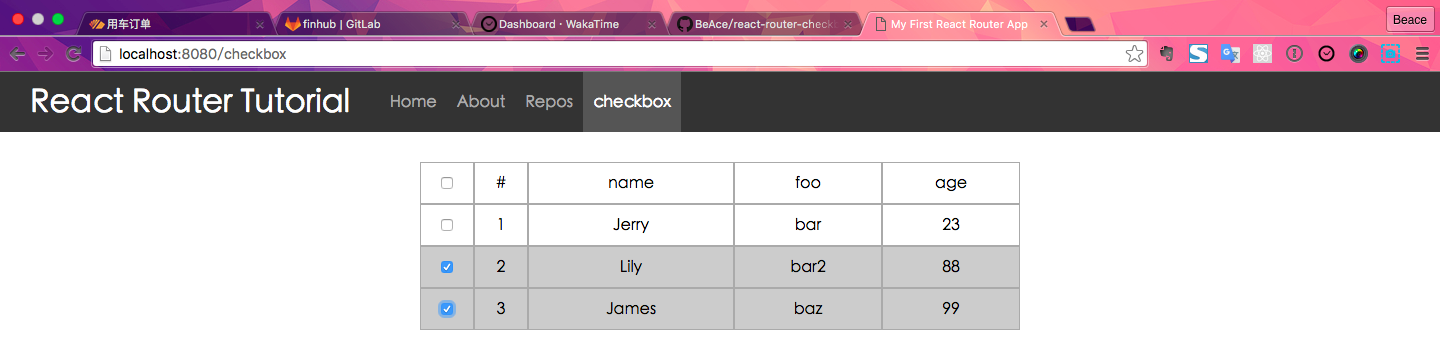 用车订单 finhub | GitLab Dashboard · WakaTime BeAce/react-router-check My First React Router App Beace
localhost:8080/checkbox
React Router Tutorial Home About Repos checkbox
# name foo age
1 Jerry bar 23
2 Lily bar2 88
3 James baz 99